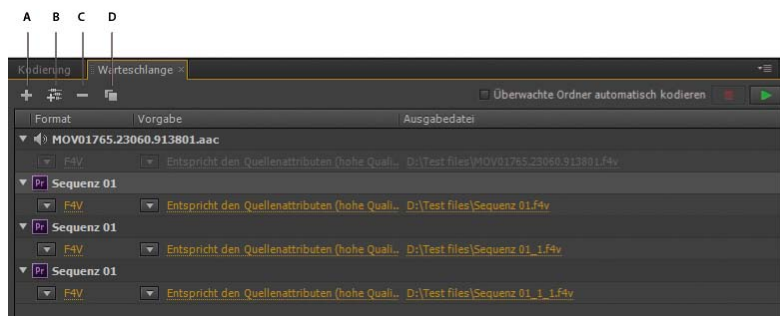 A B C D
Kodierung Warteschlange ×
Überwachte Ordner automatisch kodieren
Format Vorgabe Ausgabedatei
MOV01765.23060.913801.aac
F4V Entspricht den Quellenattributen (hohe Quali... D:\Test files\MOV01765.23060.913801.f4v
Pr Sequenz 01
F4V Entspricht den Quellenattributen (hohe Quali... D:\Test files\Sequenz 01.f4v
Pr Sequenz 01
F4V Entspricht den Quellenattributen (hohe Quali... D:\Test files\Sequenz 01_1.f4v
Pr Sequenz 01
F4V Entspricht den Quellenattributen (hohe Quali... D:\Test files\Sequenz 01_1_1.f4v